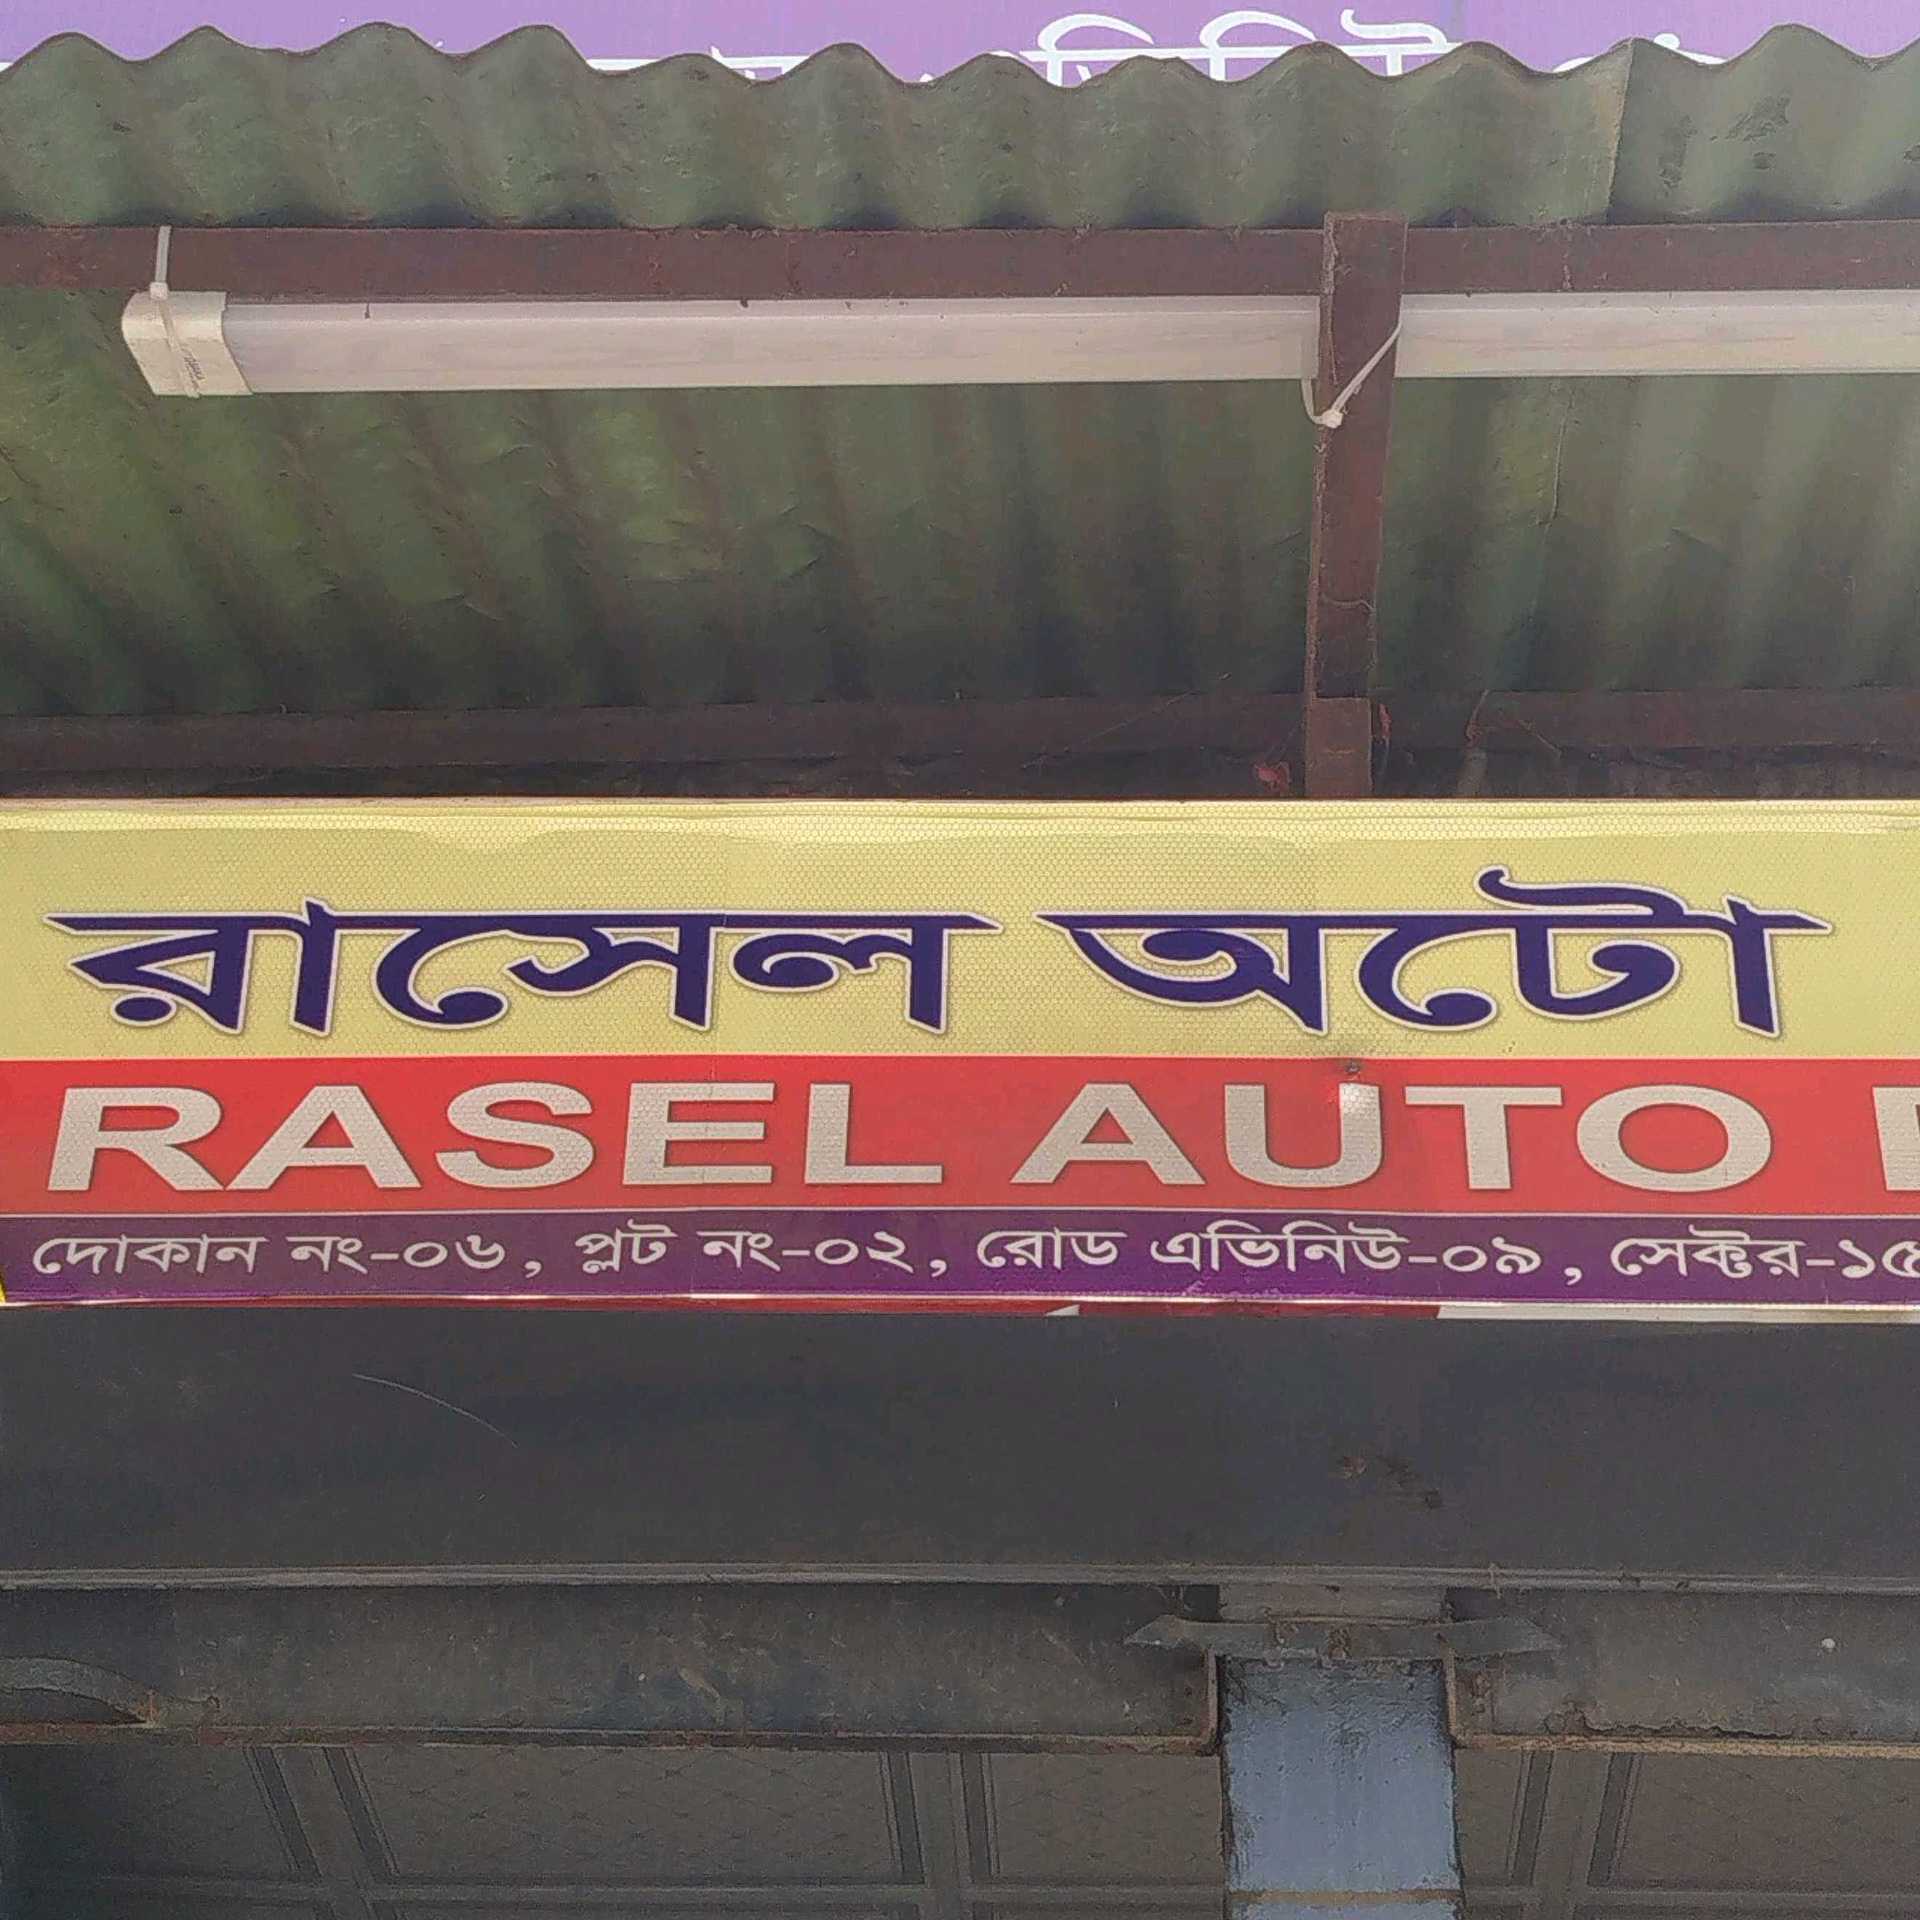 রাসেল অটো
RASEL AUTO
দোকান নং-০৬, প্লট নং-০২, রোড এভিনিউ-০৯, সেক্টর-১৫